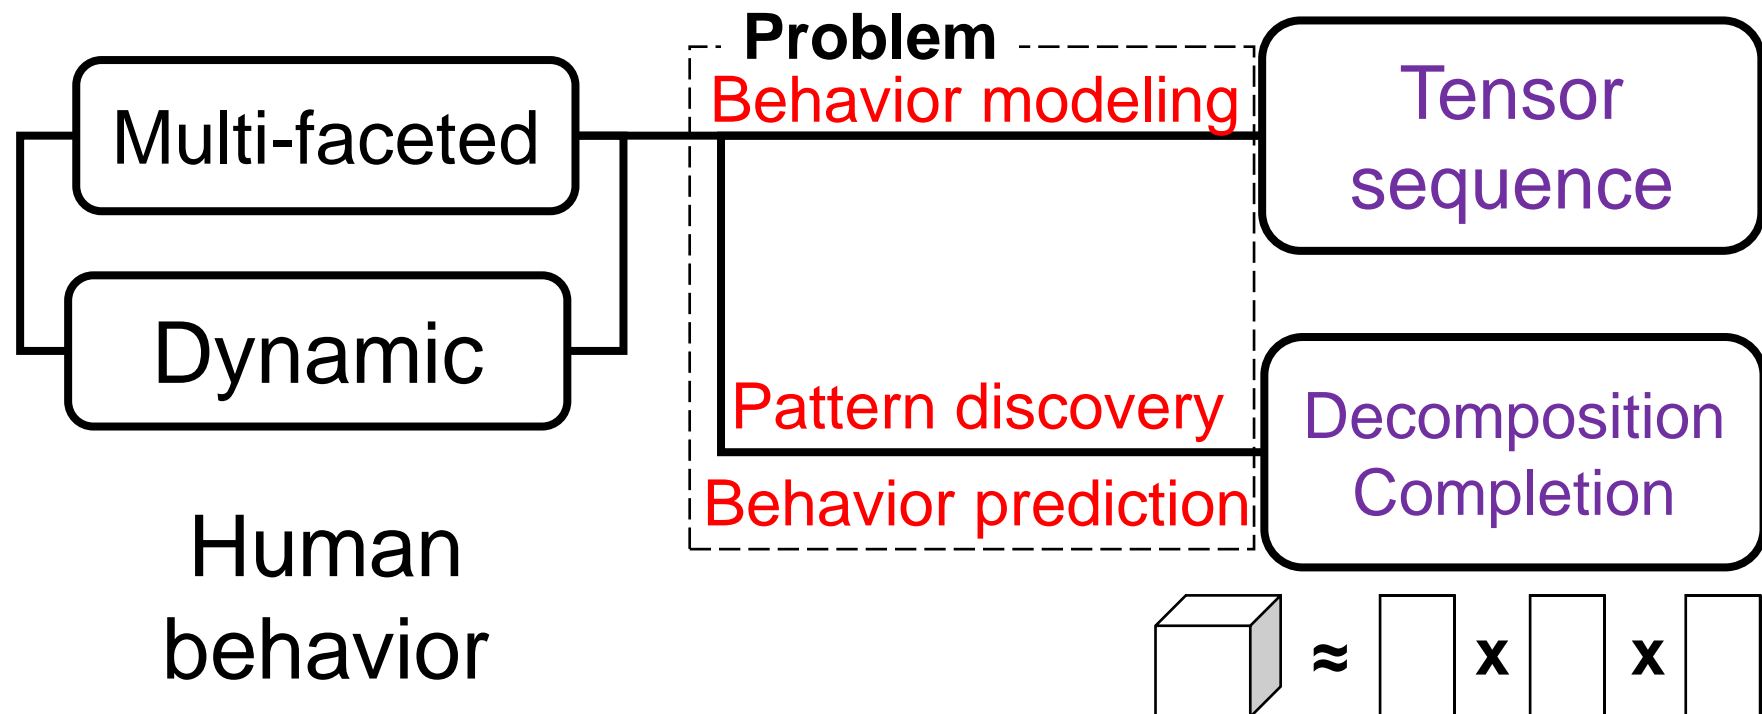 Problem
Multi-faceted
Behavior modeling
Tensor
sequence
Dynamic
Pattern discovery
Behavior prediction
Decomposition
Completion
Human
behavior
≈ x x